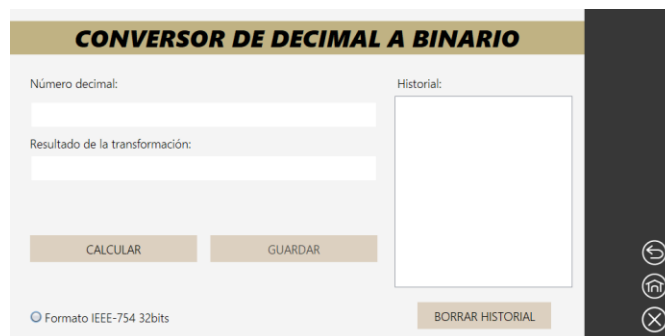 CONVERSOR DE DECIMAL A BINARIO
Número decimal:
Resultado de la transformación:
CALCULAR
GUARDAR
Formato IEEE-754 32bits
Historial:
BORRAR HISTORIAL